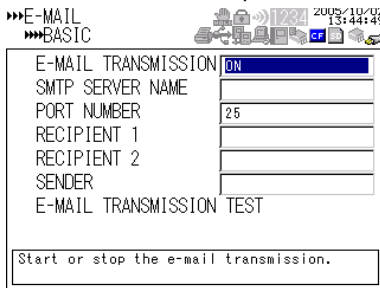 E-MAIL
BASIC
1234
2005/10/0
13:44:4
CF
E-MAIL TRANSMISSION ON
SMTP SERVER NAME
PORT NUMBER 25
RECIPIENT 1
RECIPIENT 2
SENDER
E-MAIL TRANSMISSION TEST
Start or stop the e-mail transmission.